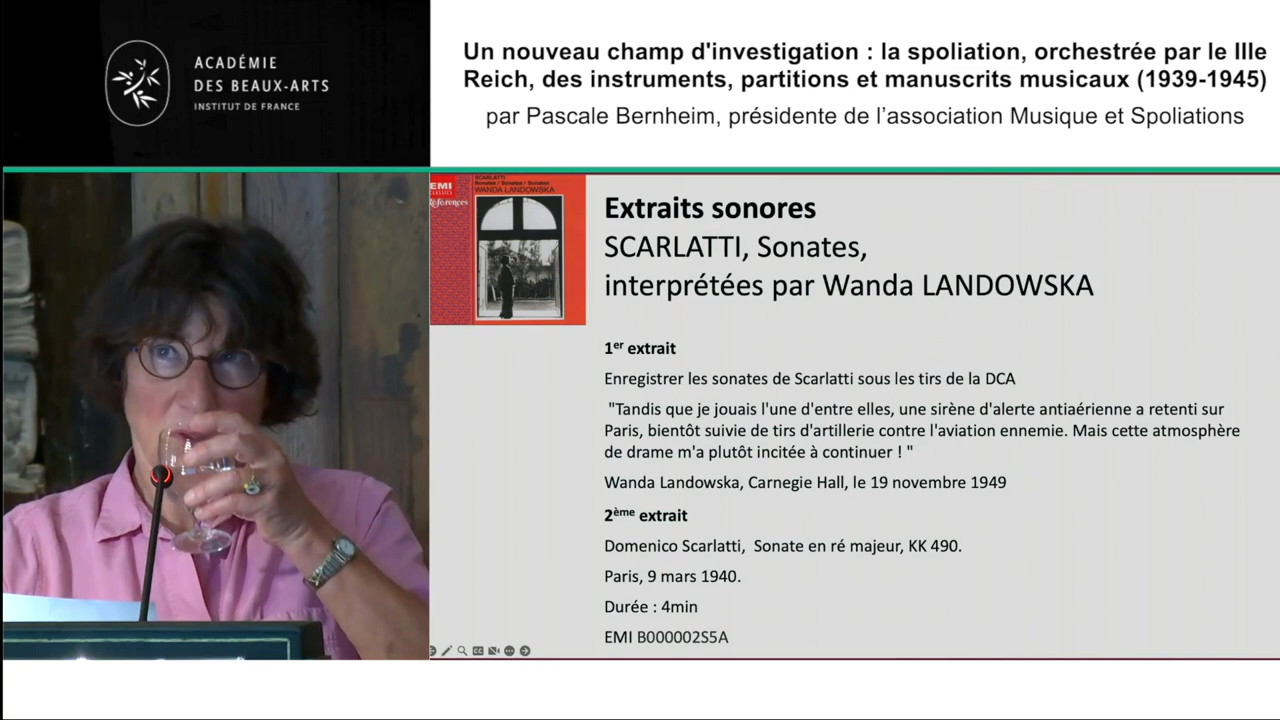 ACADÉMIE
DES BEAUX-ARTS
INSTITUT DE FRANCE
Un nouveau champ d'investigation : la spoliation, orchestrée par le IIIe
Reich, des instruments, partitions et manuscrits musicaux (1939-1945)
par Pascale Bernheim, présidente de l'association Musique et Spoliations
EMI
CLASSICS
Références
SCARLATTI
Sonates / Sonatas / Sonaten
WANDA LANDOWSKA
Extraits sonores
SCARLATTI, Sonates,
interprétées par Wanda LANDOWSKA
1er extrait
Enregistrer les sonates de Scarlatti sous les tirs de la DCA
"Tandis que je jouais l'une d'entre elles, une sirène d'alerte antiaérienne a retenti sur
Paris, bientôt suivie de tirs d'artillerie contre l'aviation ennemie. Mais cette atmosphère
de drame m'a plutôt incitée à continuer ! "
Wanda Landowska, Carnegie Hall, le 19 novembre 1949
2ème extrait
Domenico Scarlatti, Sonate en ré majeur, KK 490.
Paris, 9 mars 1940.
Durée : 4min
EMI B000002S5A